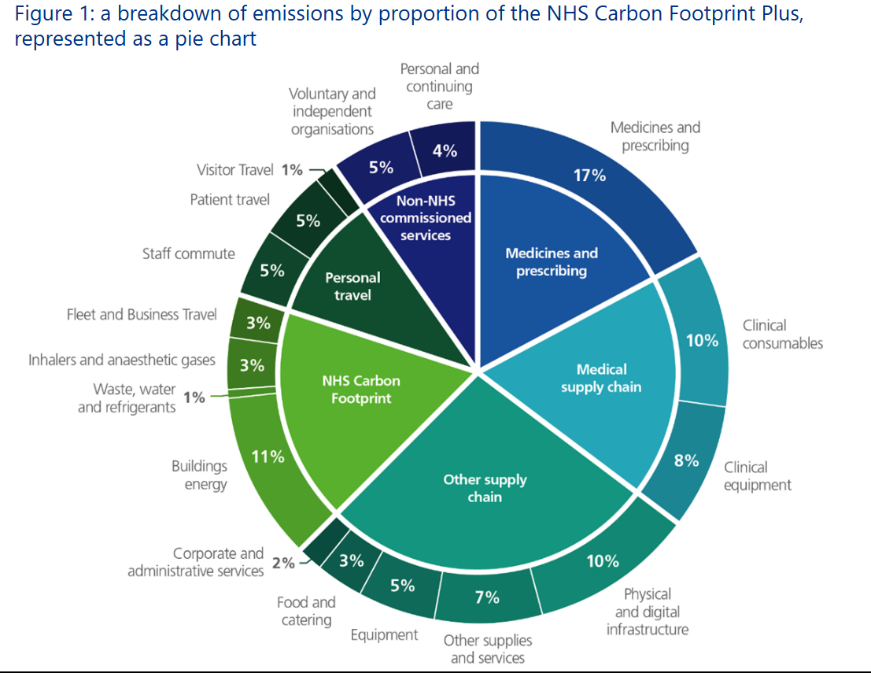 Figure 1: a breakdown of emissions by proportion of the NHS Carbon Footprint Plus,
represented as a pie chart
Personal and
continuing
care
Voluntary and
independent
organisations
Medicines and
prescribing
4%
5%
Visitor Travel 1%
17%
Patient travel
5%
Non-NHS
commissioned
services
Staff commute
5%
Medicines and
prescribing
Personal
travel
Fleet and Business Travel
3%
Clinical
consumables
10%
Inhalers and anaesthetic gases
3%
NHS Carbon
Footprint
Medical
supply chain
Waste, water
and refrigerants 1%
Buildings
energy
11%
8%
Clinical
equipment
Other supply
chain
Corporate and
administrative services 2%
3%
5%
7%
10%
Food and
catering
Equipment
Other supplies
and services
Physical
and digital
infrastructure